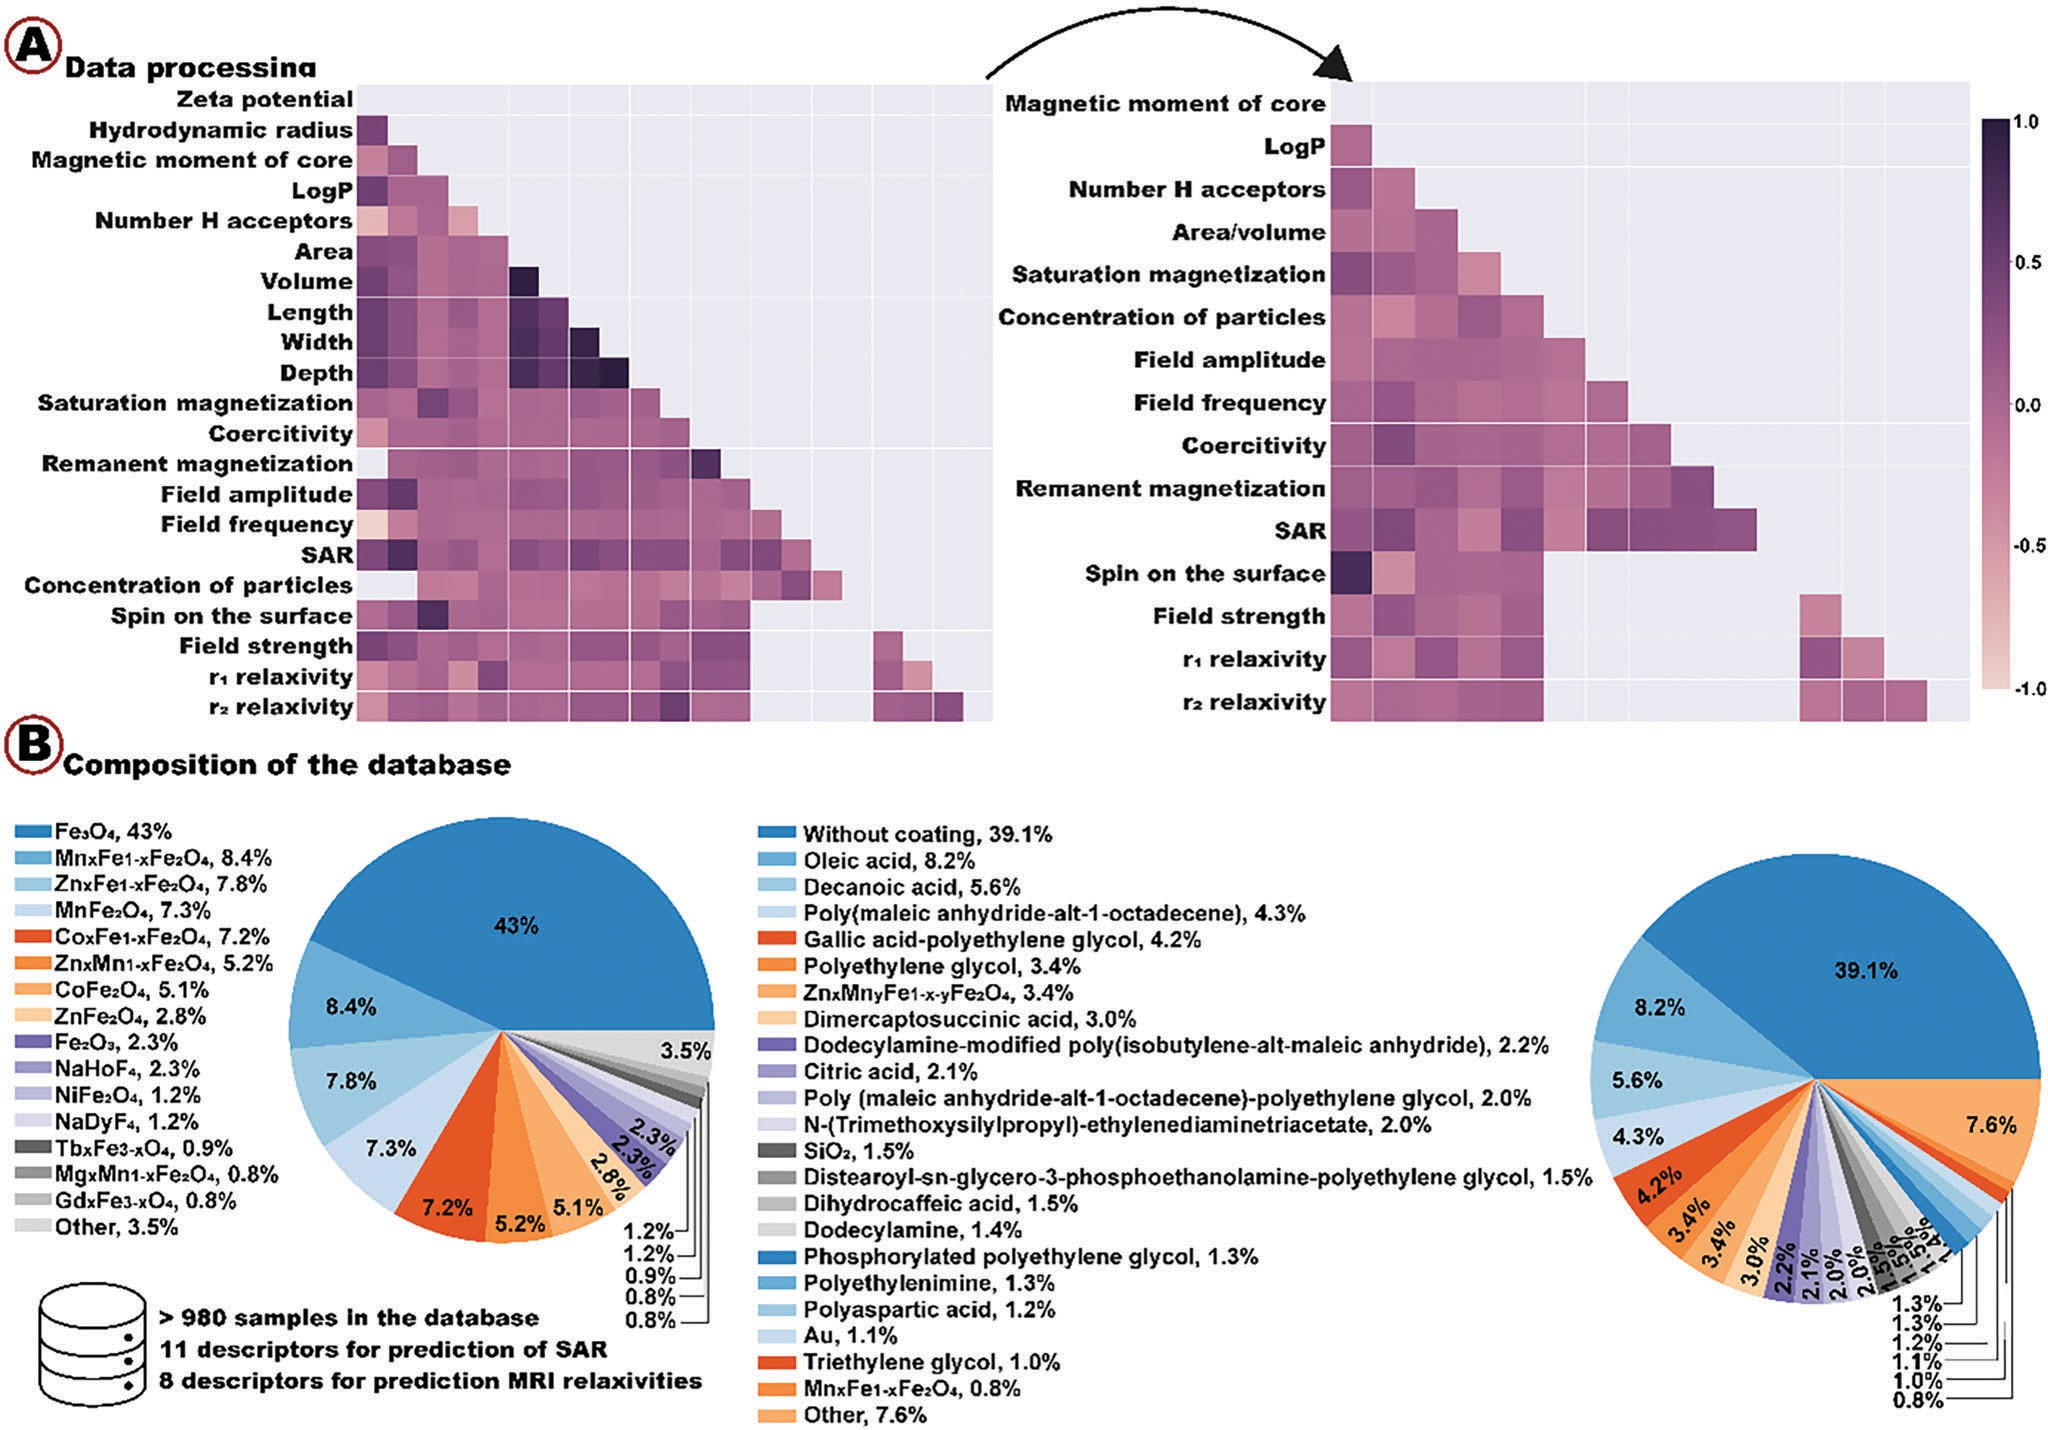 A
Data processing
Zeta potential
Hydrodynamic radius
Magnetic moment of core
LogP
Number H acceptors
Area
Volume
Length
Width
Depth
Saturation magnetization
Coercitivity
Remanent magnetization
Field amplitude
Field frequency
SAR
Concentration of particles
Spin on the surface
Field strength
r₁ relaxivity
r₂ relaxivity
Magnetic moment of core
LogP
Number H acceptors
Area/volume
Saturation magnetization
Concentration of particles
Field amplitude
Field frequency
Coercitivity
Remanent magnetization
SAR
Spin on the surface
Field strength
r₁ relaxivity
r₂ relaxivity
1.0
0.5
0.0
-0.5
-1.0
B
Composition of the database
Fe₃O₄, 43%
MnxFe1-xFe₂O₄, 8.4%
ZnxFe1-xFe₂O₄, 7.8%
MnFe₂O₄, 7.3%
CoxFe1-xFe₂O₄, 7.2%
ZnxMn1-xFe₂O₄, 5.2%
CoFe₂O₄, 5.1%
ZnFe₂O₄, 2.8%
Fe₂O₃, 2.3%
NaHoF₄, 2.3%
NiFe₂O₄, 1.2%
NaDyF₄, 1.2%
TbxFe3-xO₄, 0.9%
MgxMn1-xFe₂O₄, 0.8%
GdxFe3-xO₄, 0.8%
Other, 3.5%
43%
8.4%
7.8%
7.3%
7.2%
5.2%
5.1%
2.8%
2.3%
2.3%
3.5%
1.2%
1.2%
0.9%
0.8%
0.8%
> 980 samples in the database
11 descriptors for prediction of SAR
8 descriptors for prediction MRI relaxivities
Without coating, 39.1%
Oleic acid, 8.2%
Decanoic acid, 5.6%
Poly(maleic anhydride-alt-1-octadecene), 4.3%
Gallic acid-polyethylene glycol, 4.2%
Polyethylene glycol, 3.4%
ZnxMnyFe1-x-yFe₂O₄, 3.4%
Dimercaptosuccinic acid, 3.0%
Dodecylamine-modified poly(isobutylene-alt-maleic anhydride), 2.2%
Citric acid, 2.1%
Poly (maleic anhydride-alt-1-octadecene)-polyethylene glycol, 2.0%
N-(Trimethoxysilylpropyl)-ethylenediaminetriacetate, 2.0%
SiO₂, 1.5%
Distearoyl-sn-glycero-3-phosphoethanolamine-polyethylene glycol, 1.5%
Dihydrocaffeic acid, 1.5%
Dodecylamine, 1.4%
Phosphorylated polyethylene glycol, 1.3%
Polyethylenimine, 1.3%
Polyaspartic acid, 1.2%
Au, 1.1%
Triethylene glycol, 1.0%
MnxFe1-xFe₂O₄, 0.8%
Other, 7.6%
39.1%
8.2%
5.6%
4.3%
4.2%
3.4%
3.4%
3.0%
2.2%
2.1%
2.0%
2.0%
1.5%
1.5%
1.5%
1.4%
7.6%
1.3%
1.3%
1.2%
1.1%
1.0%
0.8%